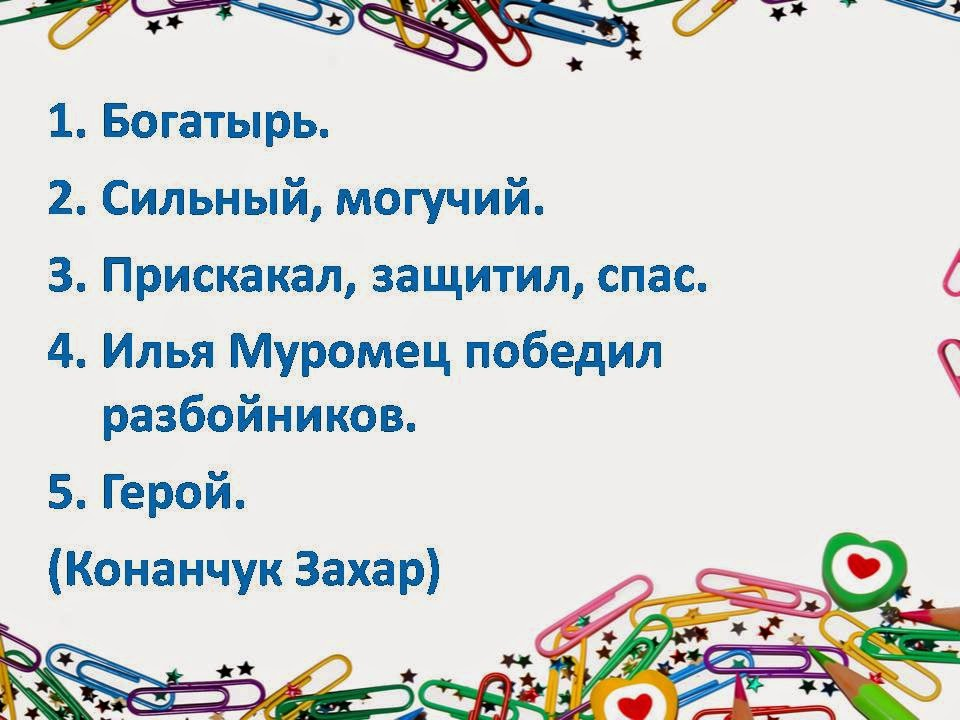 1. Богатырь.
2. Сильный, могучий.
3. Прискакал, защитил, спас.
4. Илья Муромец победил
разбойников.
5. Герой.
(Конанчук Захар)